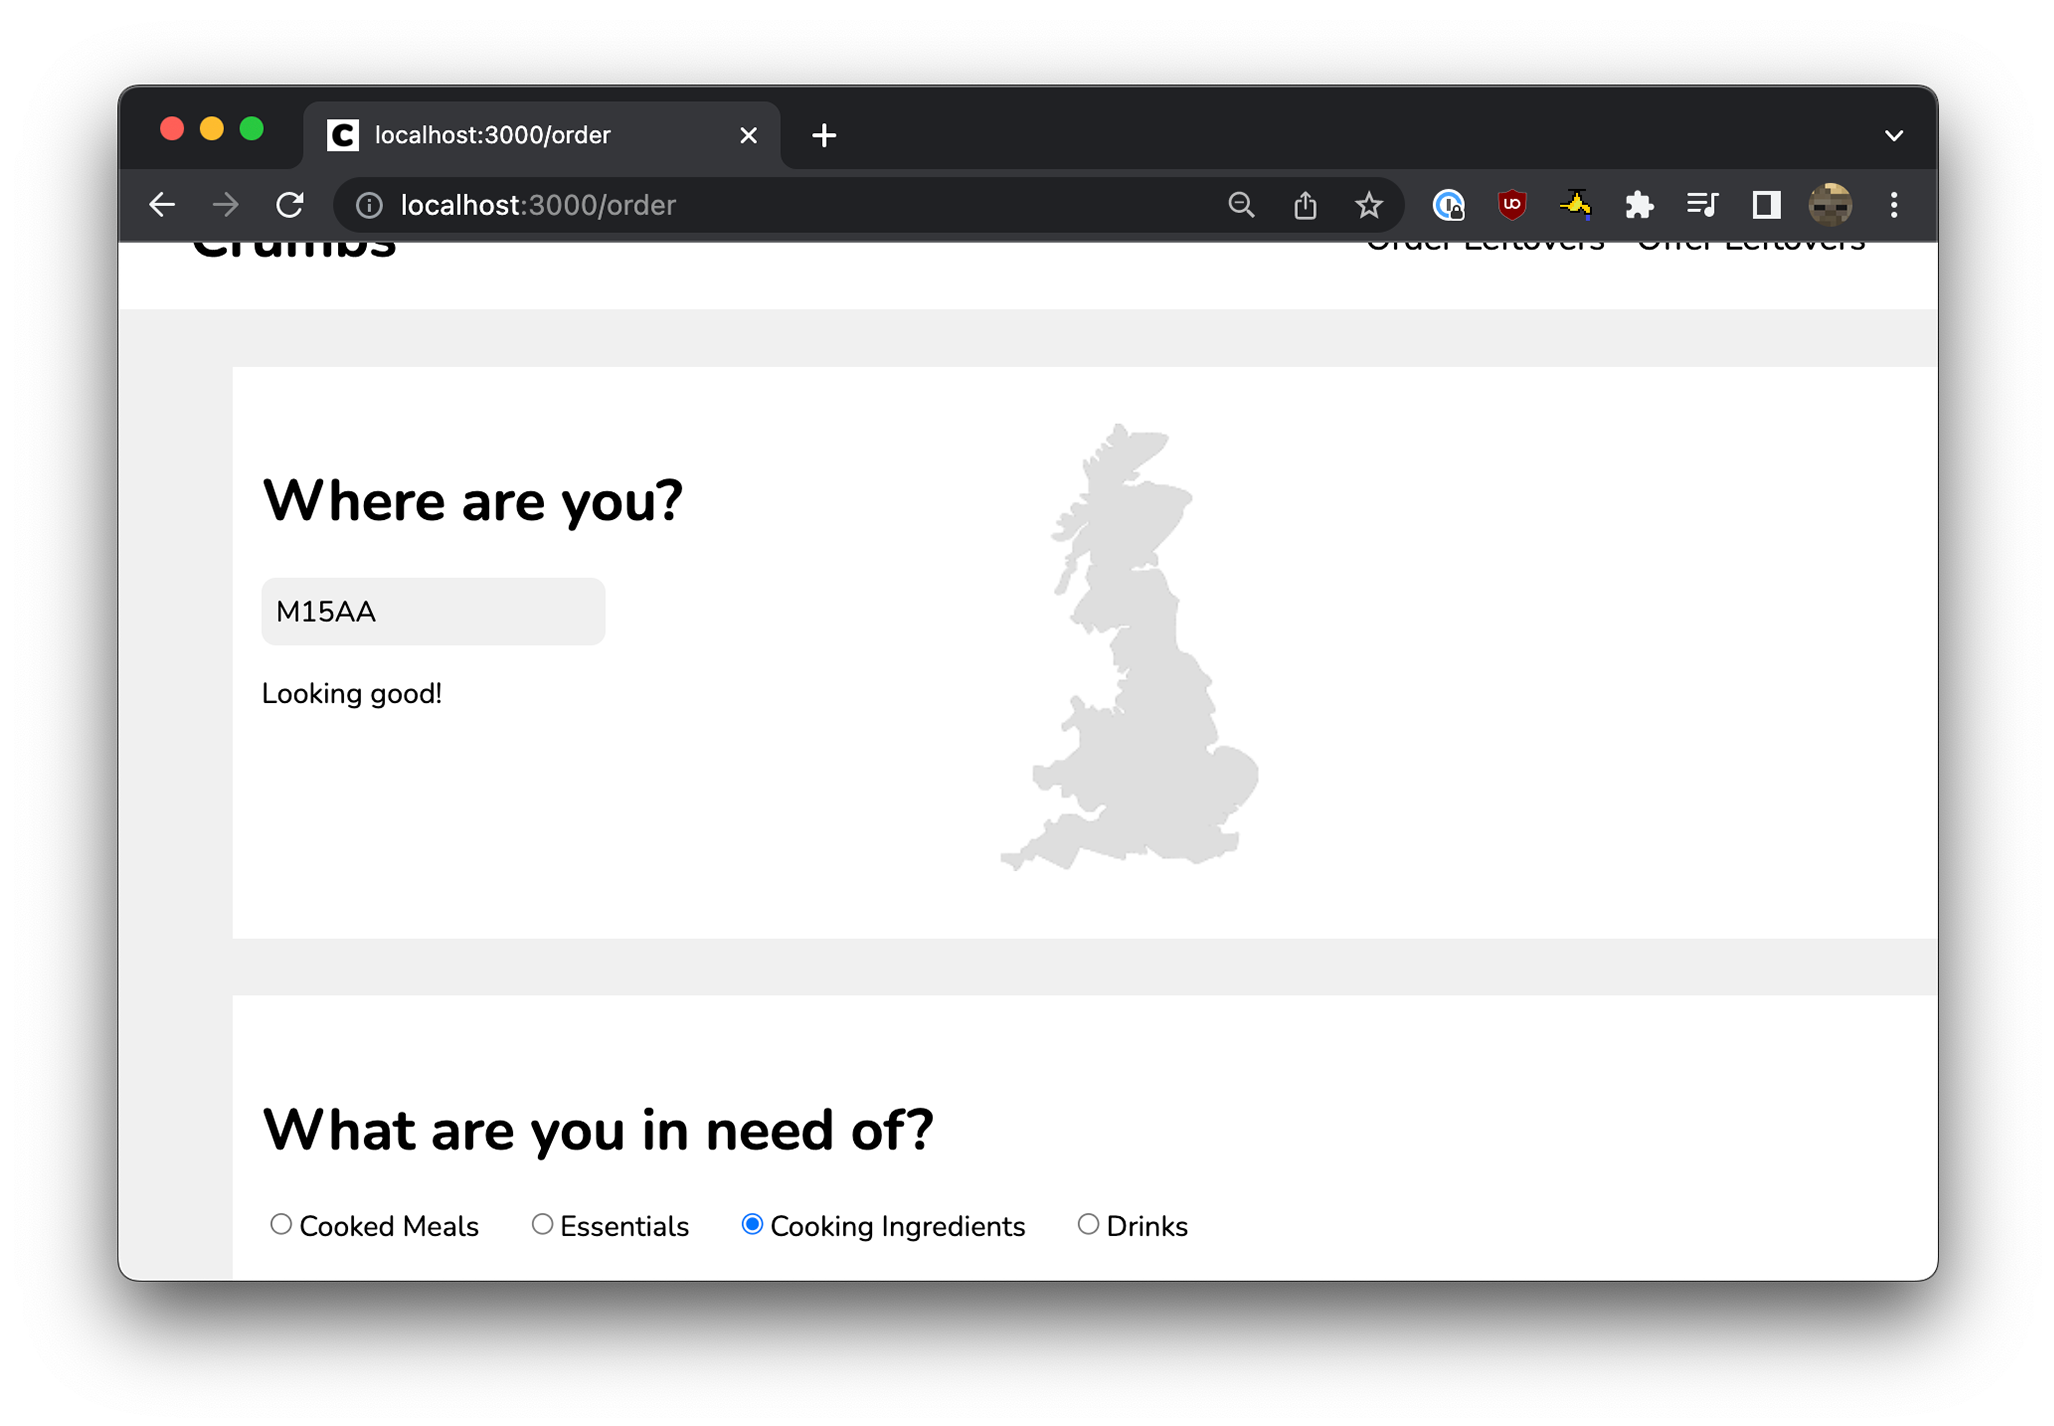 C localhost:3000/order
localhost:3000/order
Crumbs
Order Leftovers Offer Leftovers
Where are you?
M15AA
Looking good!
What are you in need of?
Cooked Meals Essentials Cooking Ingredients Drinks